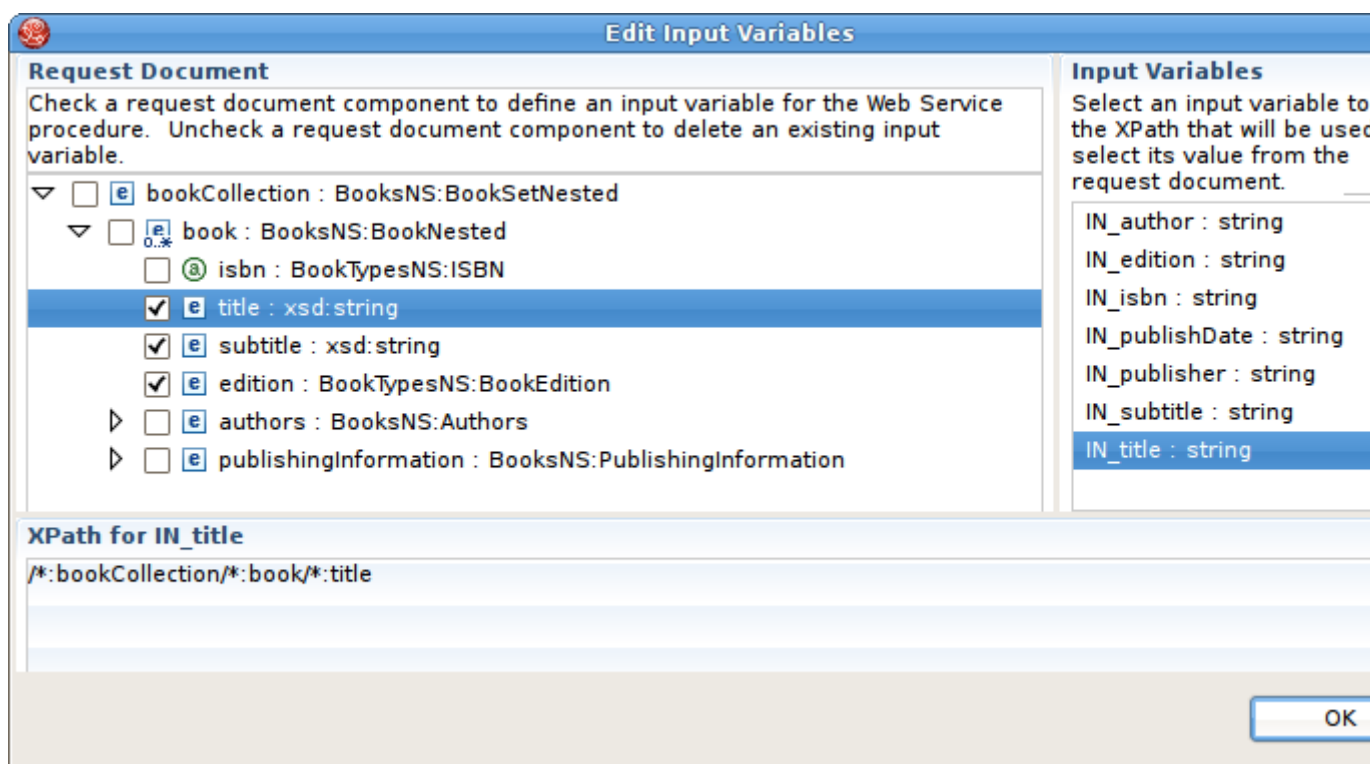 Edit Input Variables
Request Document
Check a request document component to define an input variable for the Web Service
procedure.  Uncheck a request document component to delete an existing input
variable.
bookCollection : BooksNS:BookSetNested
e 0..* book : BooksNS:BookNested
a isbn : BookTypesNS:ISBN
e title : xsd:string
e subtitle : xsd:string
e edition : BookTypesNS:BookEdition
e authors : BooksNS:Authors
e publishingInformation : BooksNS:PublishingInformation
Input Variables
Select an input variable to
the XPath that will be used
select its value from the
request document.
IN_author : string
IN_edition : string
IN_isbn : string
IN_publishDate : string
IN_publisher : string
IN_subtitle : string
IN_title : string
XPath for IN_title
/*:bookCollection/*:book/*:title
OK